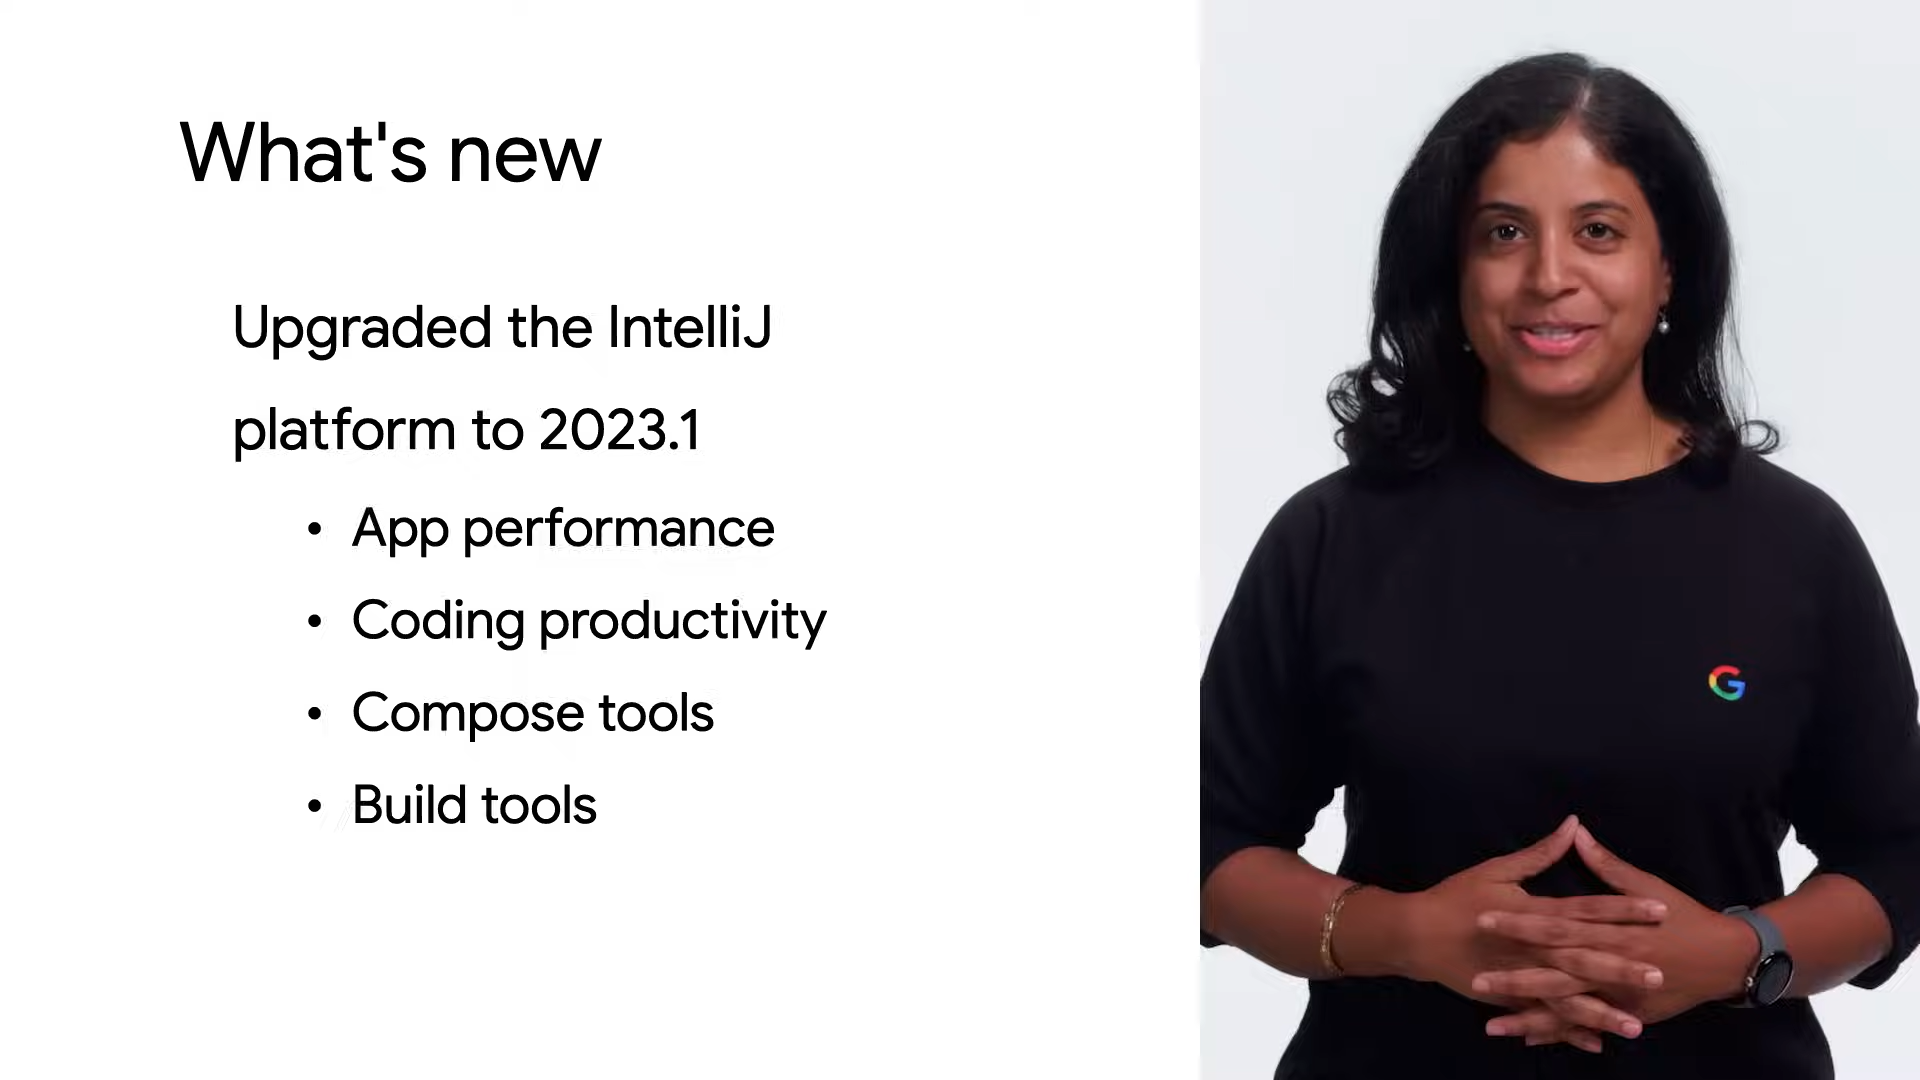 What's new
Upgraded the IntelliJ
platform to 2023.1
• App performance
• Coding productivity
• Compose tools
• Build tools
G